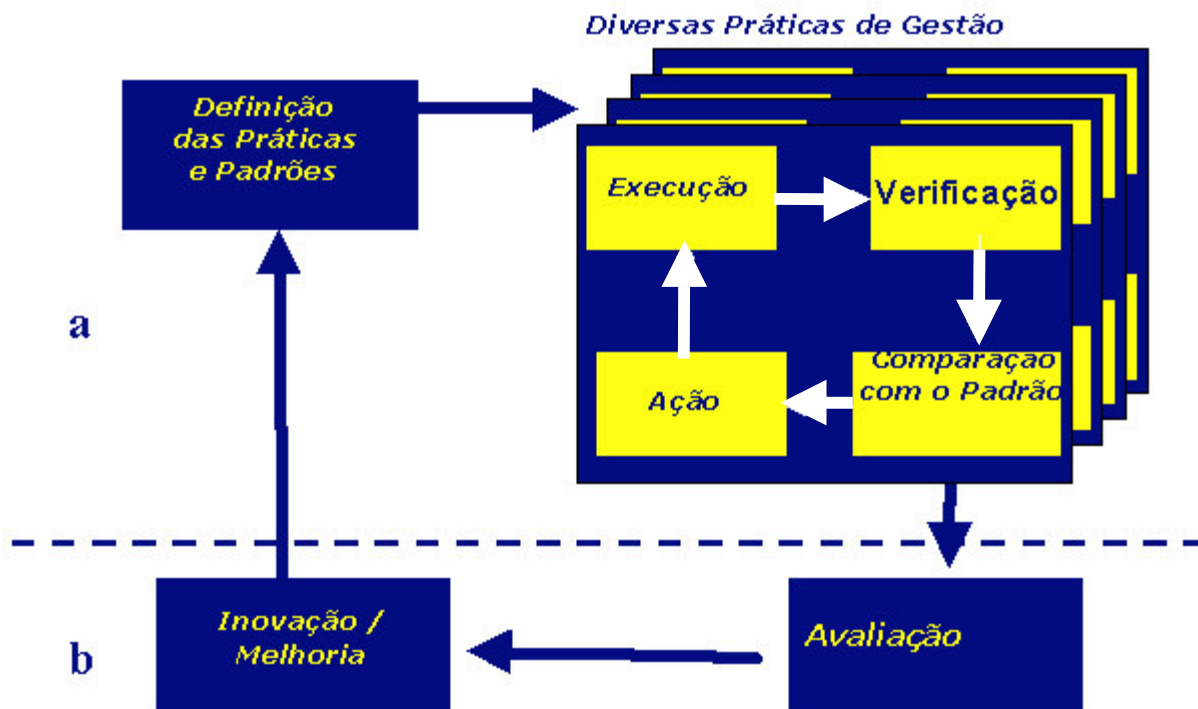 Diversas Práticas de Gestão
Definição
das Práticas
e Padrões
Execução
Verificação
a
Ação
Comparação
com o Padrão
Inovação /
Melhoria
b
Avaliação